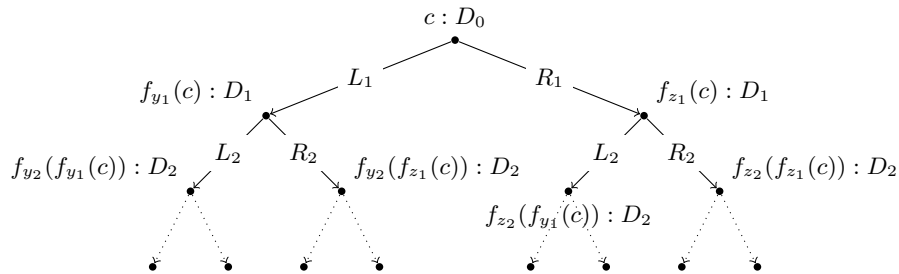 c : D_0
L_1
R_1
f_{y_1}(c) : D_1
f_{z_1}(c) : D_1
L_2
R_2
L_2
R_2
f_{y_2}(f_{y_1}(c)) : D_2
f_{y_2}(f_{z_1}(c)) : D_2
f_{z_2}(f_{z_1}(c)) : D_2
f_{z_2}(f_{y_1}(c)) : D_2